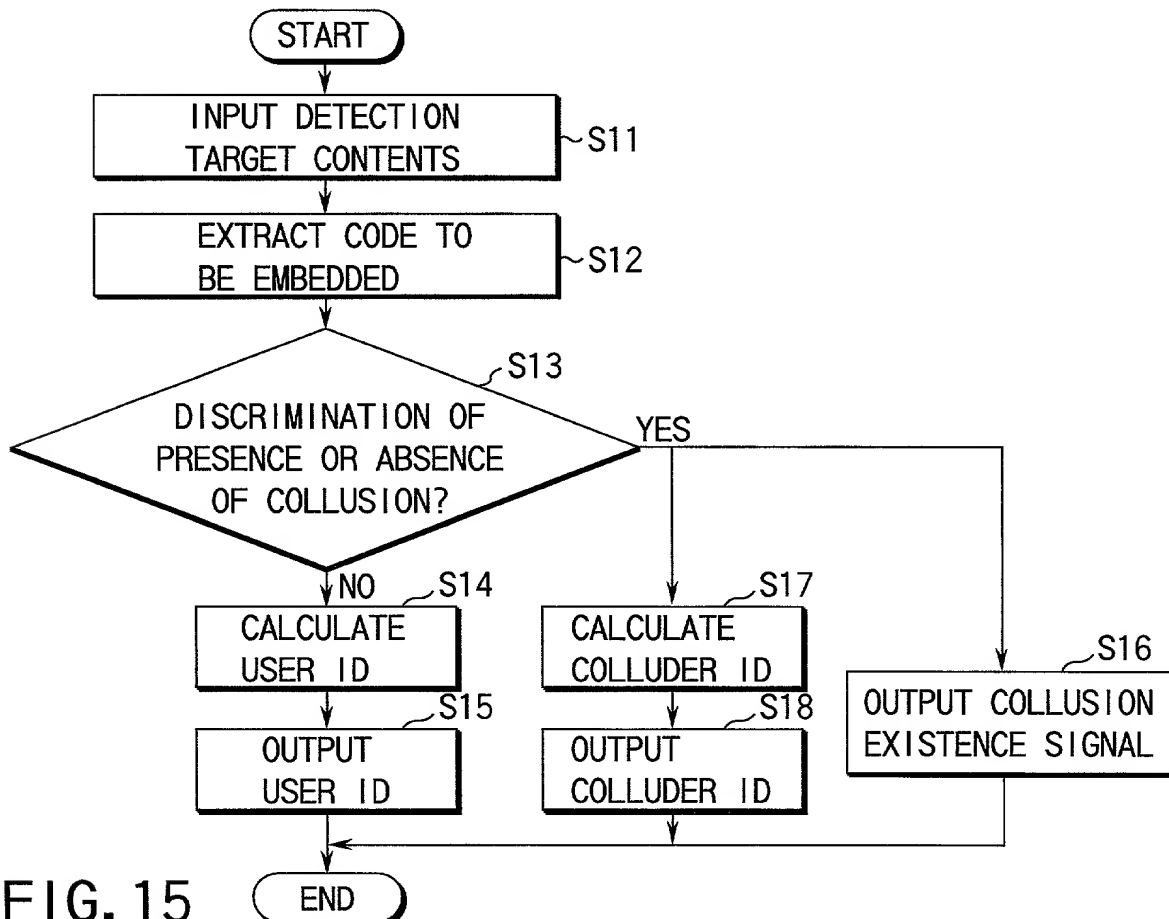 START
INPUT DETECTION
TARGET CONTENTS
S11
EXTRACT CODE TO
BE EMBEDDED
S12
S13
DISCRIMINATION OF
PRESENCE OR ABSENCE
OF COLLUSION?
YES
NO
S14
CALCULATE
USER ID
S15
OUTPUT
USER ID
S17
CALCULATE
COLLUDER ID
S18
OUTPUT
COLLUDER ID
S16
OUTPUT COLLUSION
EXISTENCE SIGNAL
END
FIG. 15